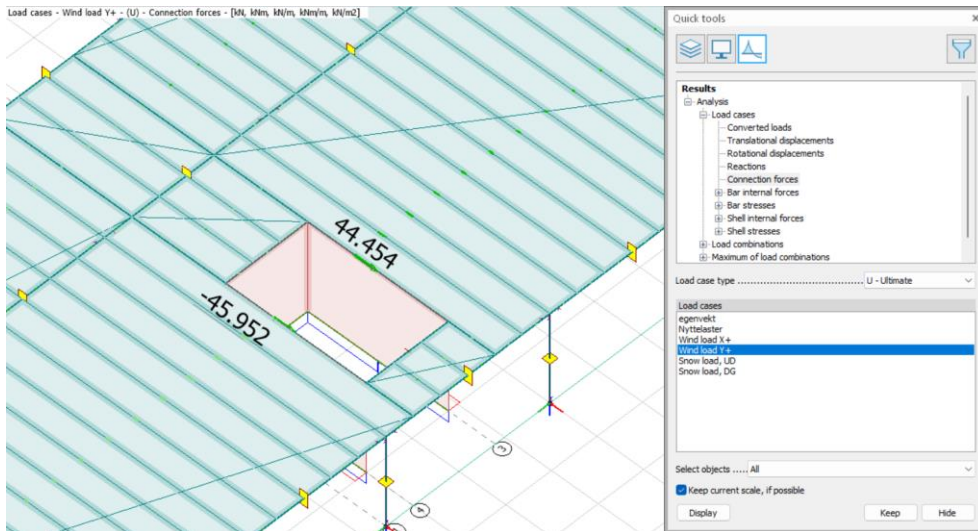 Load cases - Wind load Y+ - (U) - Connection forces - [kN, kNm, kN/m, kNm/m, kN/m2]
44.454
-45.952
3
4
Quick tools
Results
Analysis
Load cases
Converted loads
Translational displacements
Rotational displacements
Reactions
Connection forces
Bar internal forces
Bar stresses
Shell internal forces
Shell stresses
Load combinations
Maximum of load combinations
Load case type U - Ultimate
Load cases
egenvekt
Nyttelaster
Wind load X+
Wind load Y+
Snow load, UD
Snow load, DG
Select objects ..... All
Keep current scale, if possible
Display Keep Hide